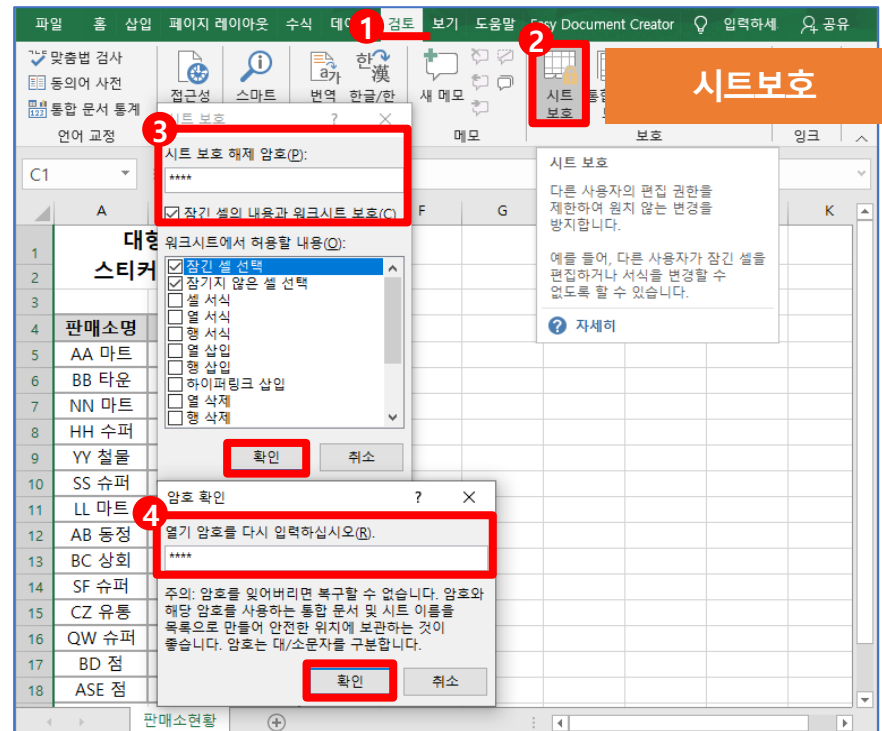 파일 홈 삽입 페이지 레이아웃 수식 검토 보기 도움말 Easy Document Creator 입력하세 공유
1
2
맞춤법 검사
동의어 사전
통합 문서 통계
언어 교정
접근성
스마트
번역
한글/한
새 메모
메모
시트 보호
보호
잉크
시트보호
C1
A F G K
3
시트 보호 ? ×
시트 보호 해제 암호(P):
****
잠긴 셀의 내용과 워크시트 보호(C)
워크시트에서 허용할 내용(O):
잠긴 셀 선택
잠기지 않은 셀 선택
셀 서식
열 서식
행 서식
열 삽입
행 삽입
하이퍼링크 삽입
열 삭제
행 삭제
확인 취소
시트 보호
다른 사용자의 편집 권한을
제한하여 원치 않는 변경을
방지합니다.
예를 들어, 다른 사용자가 잠긴 셀을
편집하거나 서식을 변경할 수
없도록 할 수 있습니다.
? 자세히
1
2 스티커
3
4 판매소명
5 AA 마트
6 BB 타운
7 NN 마트
8 HH 수퍼
9 YY 철물
10 SS 슈퍼
11 LL 마트
12 AB 동정
13 BC 상회
14 SF 슈퍼
15 CZ 유통
16 QW 슈퍼
17 BD 점
18 ASE 점
4
암호 확인 ? ×
열기 암호를 다시 입력하십시오(R).
****
주의: 암호를 잊어버리면 복구할 수 없습니다. 암호와
해당 암호를 사용하는 통합 문서 및 시트 이름을
목록으로 만들어 안전한 위치에 보관하는 것이
좋습니다. 암호는 대/소문자를 구분합니다.
확인 취소
판매소현황